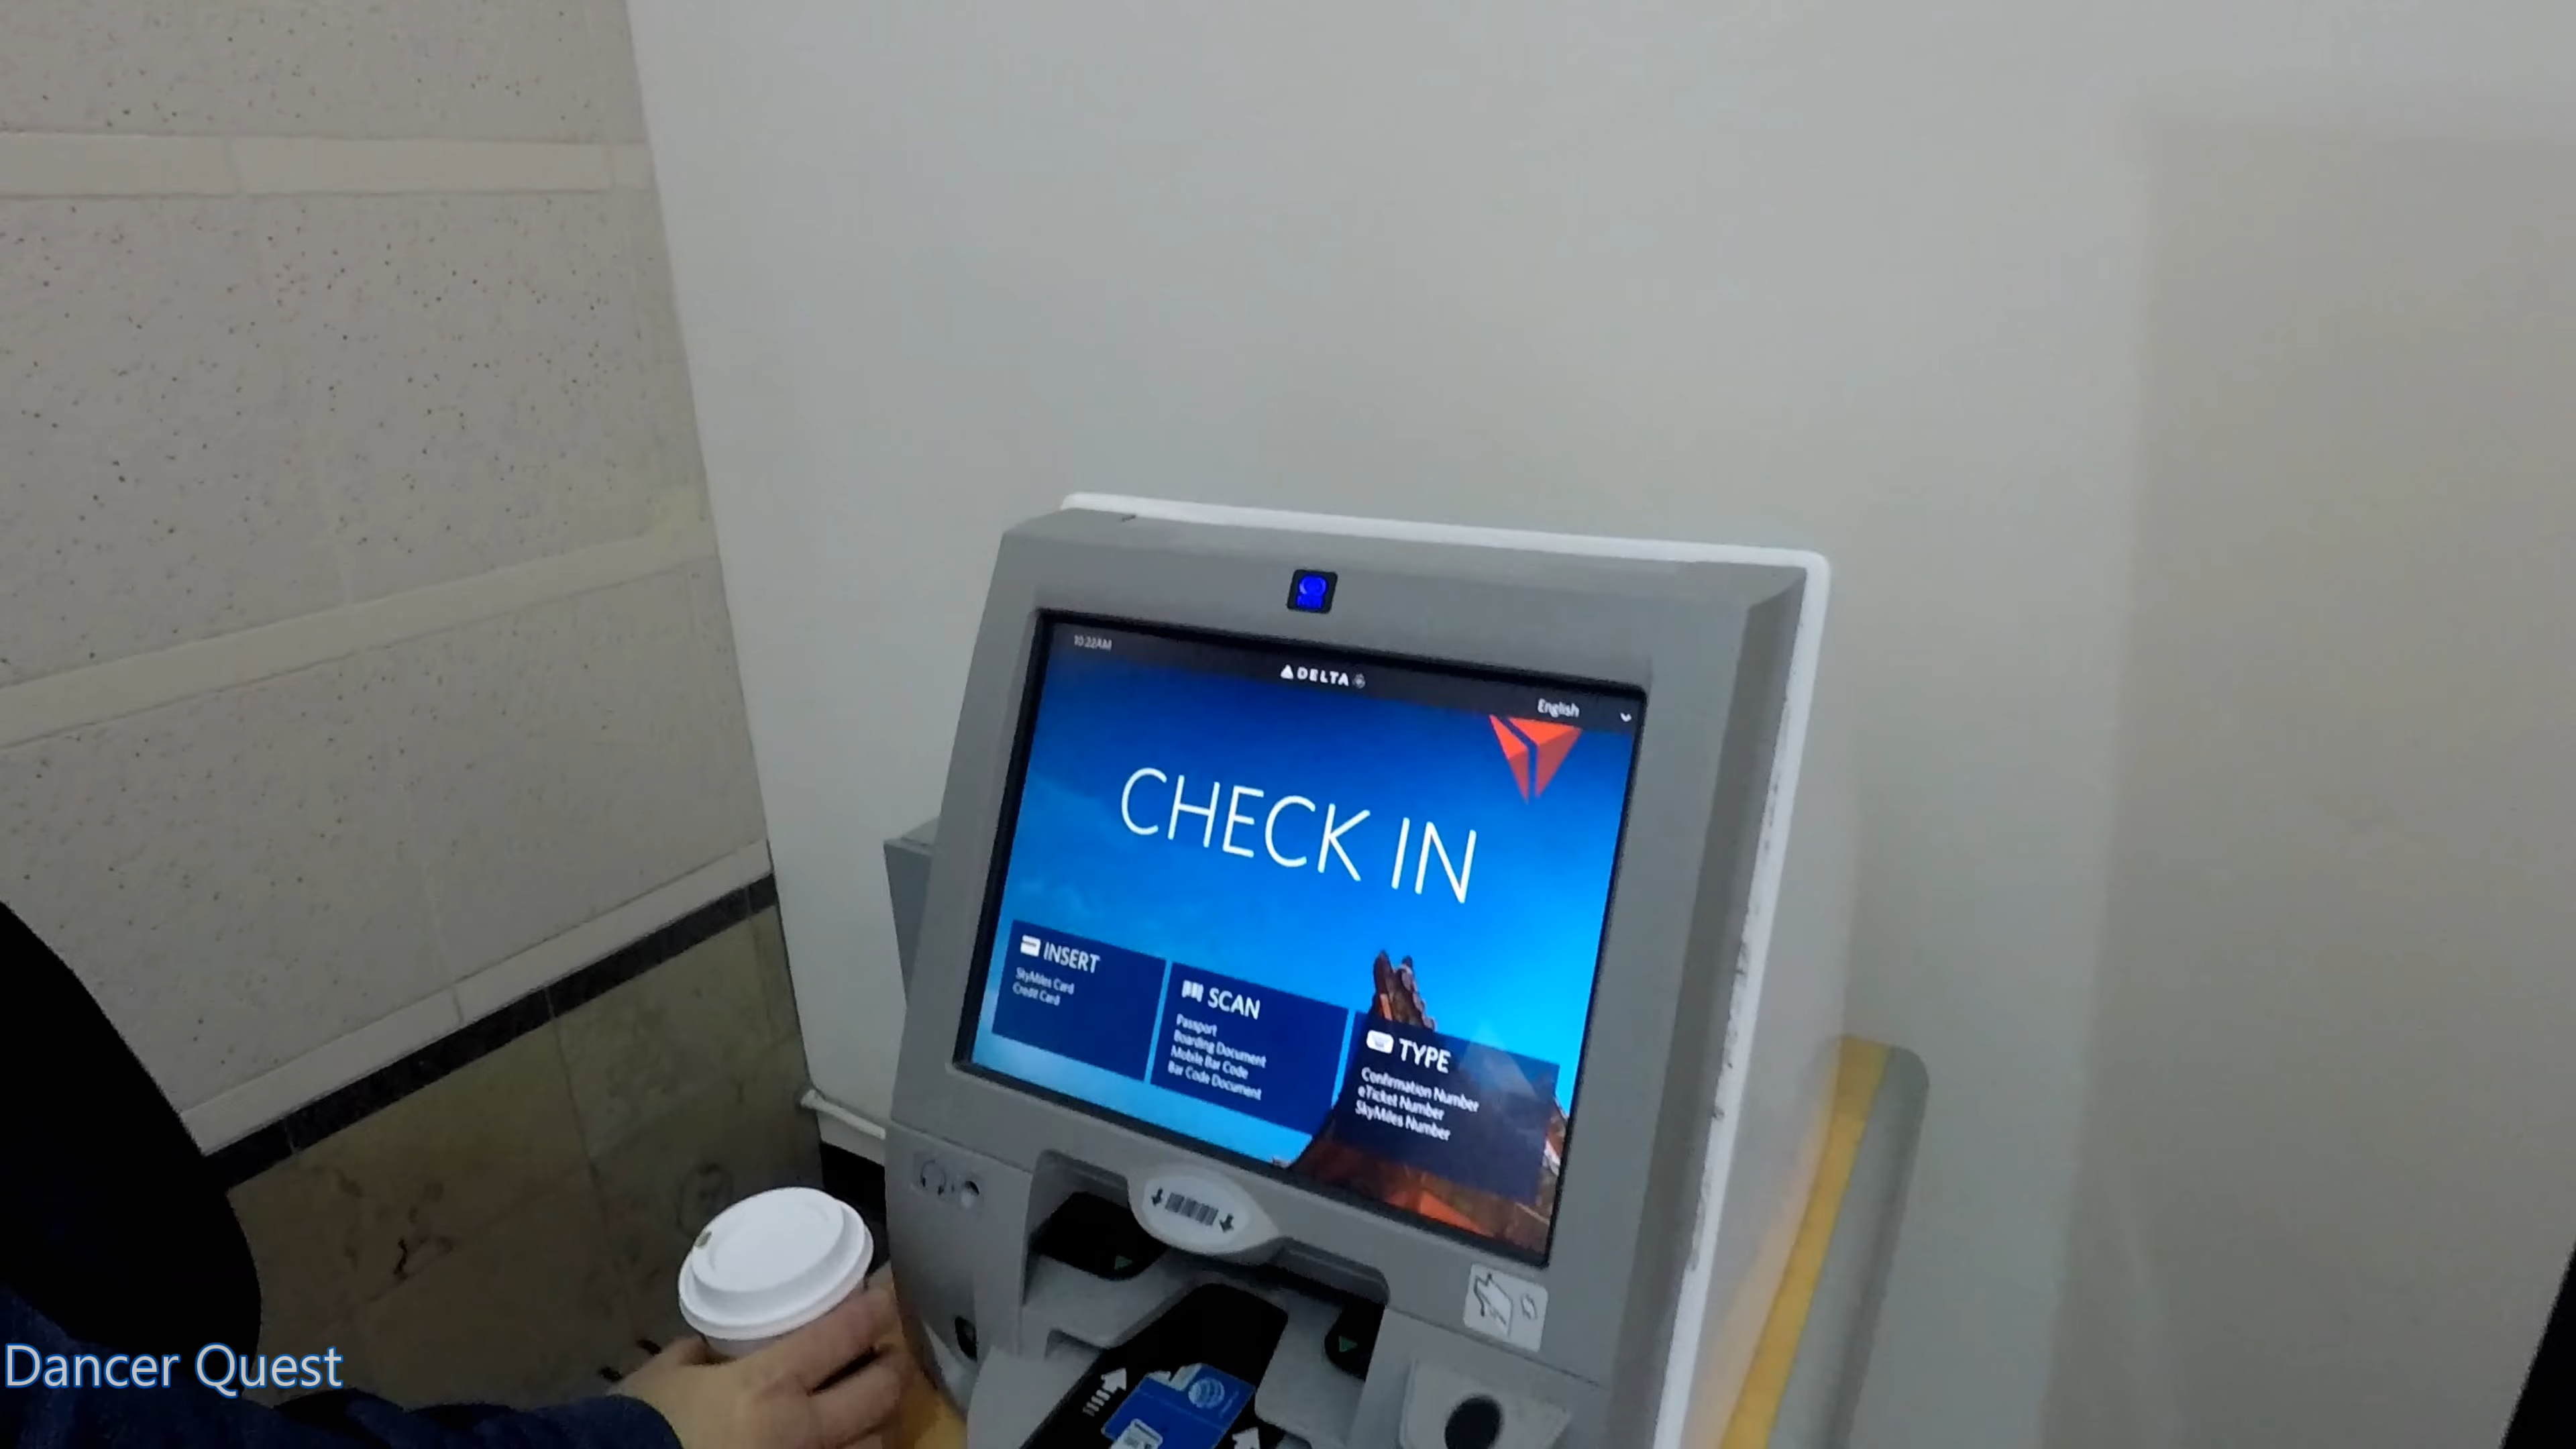 10:22AM
DELTA
English
CHECK IN
INSERT
SkyMiles Card
Credit Card
SCAN
Passport
Boarding Document
Mobile Bar Code
Bar Code Document
TYPE
Confirmation Number
eTicket Number
SkyMiles Number
Dancer Quest